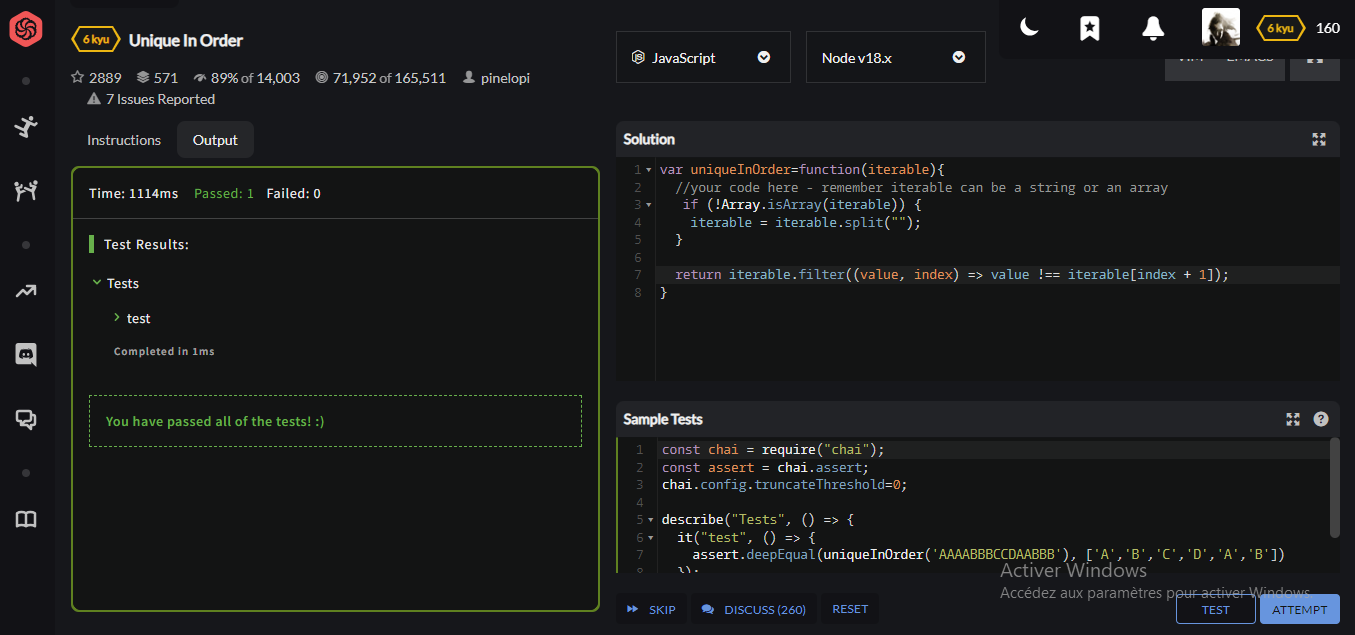 6 kyu Unique In Order
2889 571 89% of 14,003 71,952 of 165,511 pinelopi
7 Issues Reported
6 kyu 160
JavaScript
Node v18.x
VIM EMACS
Instructions Output
Time: 1114ms Passed: 1 Failed: 0
Test Results:
Tests
test
Completed in 1ms
You have passed all of the tests! :)
Solution
1 var uniqueInOrder=function(iterable){
2 //your code here - remember iterable can be a string or an array
3 if (!Array.isArray(iterable)) {
4 iterable = iterable.split("");
5 }
6
7 return iterable.filter((value, index) => value !== iterable[index + 1]);
8 }
Sample Tests
1 const chai = require("chai");
2 const assert = chai.assert;
3 chai.config.truncateThreshold=0;
4
5 describe("Tests", () => {
6 it("test", () => {
7 assert.deepEqual(uniqueInOrder('AAAABBBCCDAABBB'), ['A','B','C','D','A','B'])
8 });
Activer Windows
Accédez aux paramètres pour activer Windows.
SKIP DISCUSS (260) RESET TEST ATTEMPT